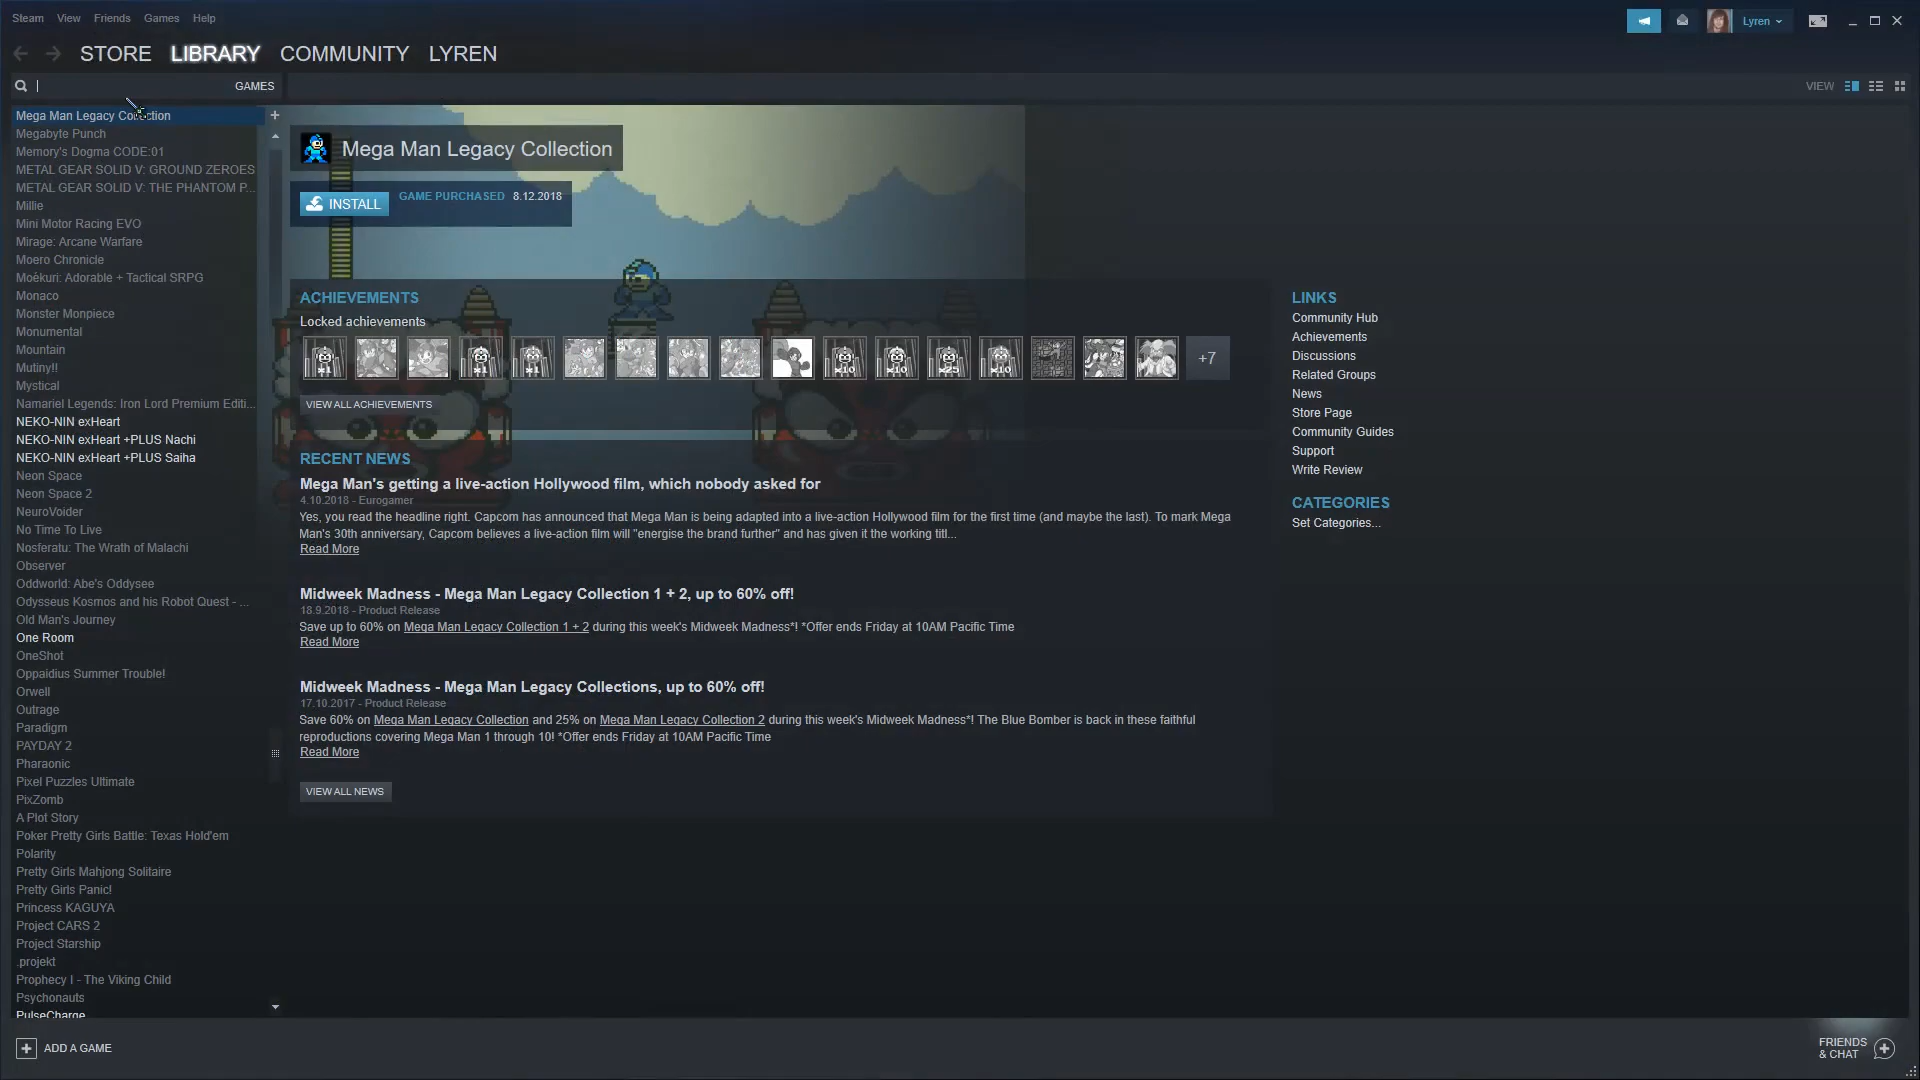 Steam View Friends Games Help
Lyren
STORE LIBRARY COMMUNITY LYREN
GAMES
VIEW
Mega Man Legacy Collection
Megabyte Punch
Memory's Dogma CODE:01
METAL GEAR SOLID V: GROUND ZEROES
METAL GEAR SOLID V: THE PHANTOM P...
Millie
Mini Motor Racing EVO
Mirage: Arcane Warfare
Moero Chronicle
Moékuri: Adorable + Tactical SRPG
Monaco
Monster Monpiece
Monumental
Mountain
Mutiny!!
Mystical
Namariel Legends: Iron Lord Premium Editi...
NEKO-NIN exHeart
NEKO-NIN exHeart +PLUS Nachi
NEKO-NIN exHeart +PLUS Saiha
Neon Space
Neon Space 2
NeuroVoider
No Time To Live
Nosferatu: The Wrath of Malachi
Observer
Oddworld: Abe's Oddysee
Odysseus Kosmos and his Robot Quest - ...
Old Man's Journey
One Room
OneShot
Oppaidius Summer Trouble!
Orwell
Outrage
Paradigm
PAYDAY 2
Pharaonic
Pixel Puzzles Ultimate
PixZomb
A Plot Story
Poker Pretty Girls Battle: Texas Hold'em
Polarity
Pretty Girls Mahjong Solitaire
Pretty Girls Panic!
Princess KAGUYA
Project CARS 2
Project Starship
.projekt
Prophecy I - The Viking Child
Psychonauts
PulseCharge
ADD A GAME
Mega Man Legacy Collection
INSTALL
GAME PURCHASED 8.12.2018
ACHIEVEMENTS
Locked achievements
x1 x1 x1 x10 x10 x25 x10 +7
VIEW ALL ACHIEVEMENTS
RECENT NEWS
Mega Man's getting a live-action Hollywood film, which nobody asked for
4.10.2018 - Eurogamer
Yes, you read the headline right. Capcom has announced that Mega Man is being adapted into a live-action Hollywood film for the first time (and maybe the last). To mark Mega
Man's 30th anniversary, Capcom believes a live-action film will "energise the brand further" and has given it the working titl...
Read More
Midweek Madness - Mega Man Legacy Collection 1 + 2, up to 60% off!
18.9.2018 - Product Release
Save up to 60% on Mega Man Legacy Collection 1 + 2 during this week's Midweek Madness*! *Offer ends Friday at 10AM Pacific Time
Read More
Midweek Madness - Mega Man Legacy Collections, up to 60% off!
17.10.2017 - Product Release
Save 60% on Mega Man Legacy Collection and 25% on Mega Man Legacy Collection 2 during this week's Midweek Madness*! The Blue Bomber is back in these faithful
reproductions covering Mega Man 1 through 10! *Offer ends Friday at 10AM Pacific Time
Read More
VIEW ALL NEWS
LINKS
Community Hub
Achievements
Discussions
Related Groups
News
Store Page
Community Guides
Support
Write Review
CATEGORIES
Set Categories...
FRIENDS
& CHAT